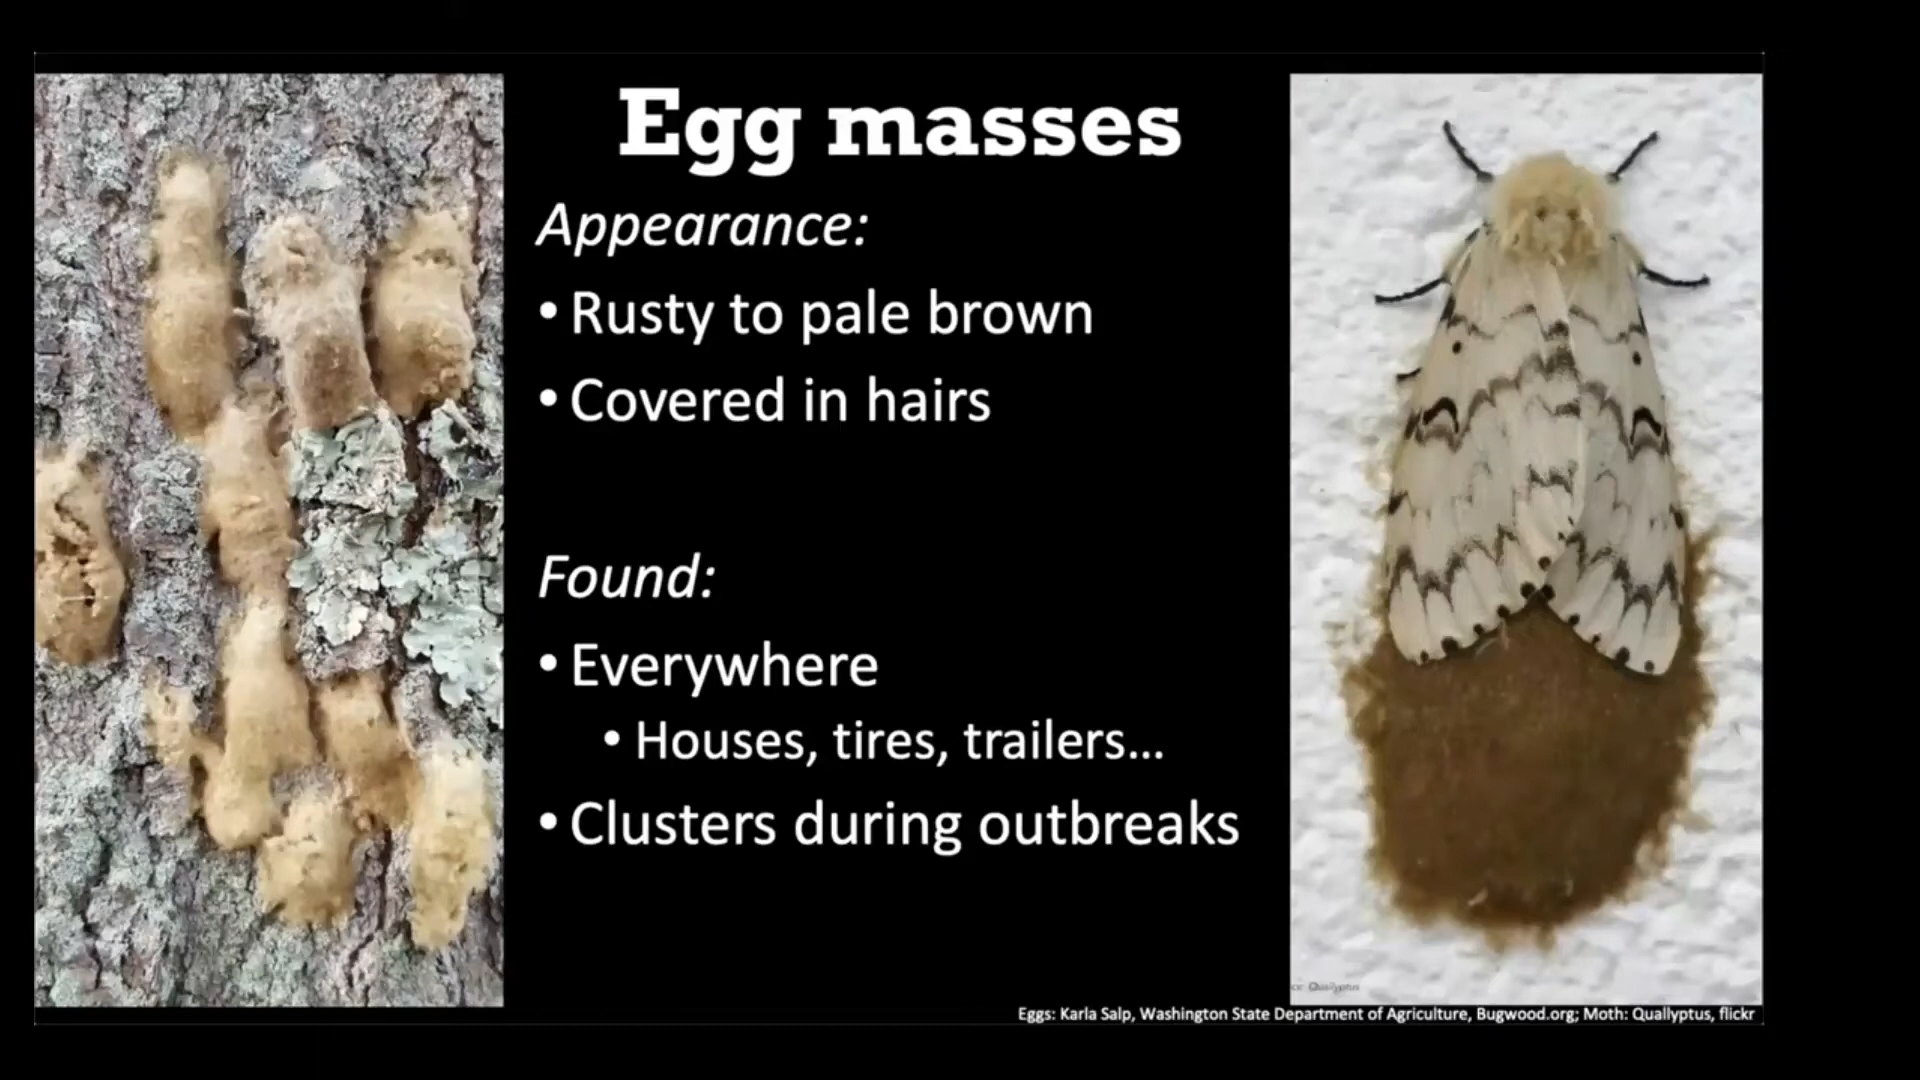 Egg masses
Appearance:
• Rusty to pale brown
• Covered in hairs
Found:
• Everywhere
• Houses, tires, trailers...
• Clusters during outbreaks
Quallyptus
Eggs: Karla Salp, Washington State Department of Agriculture, Bugwood.org; Moth: Quallyptus, flickr